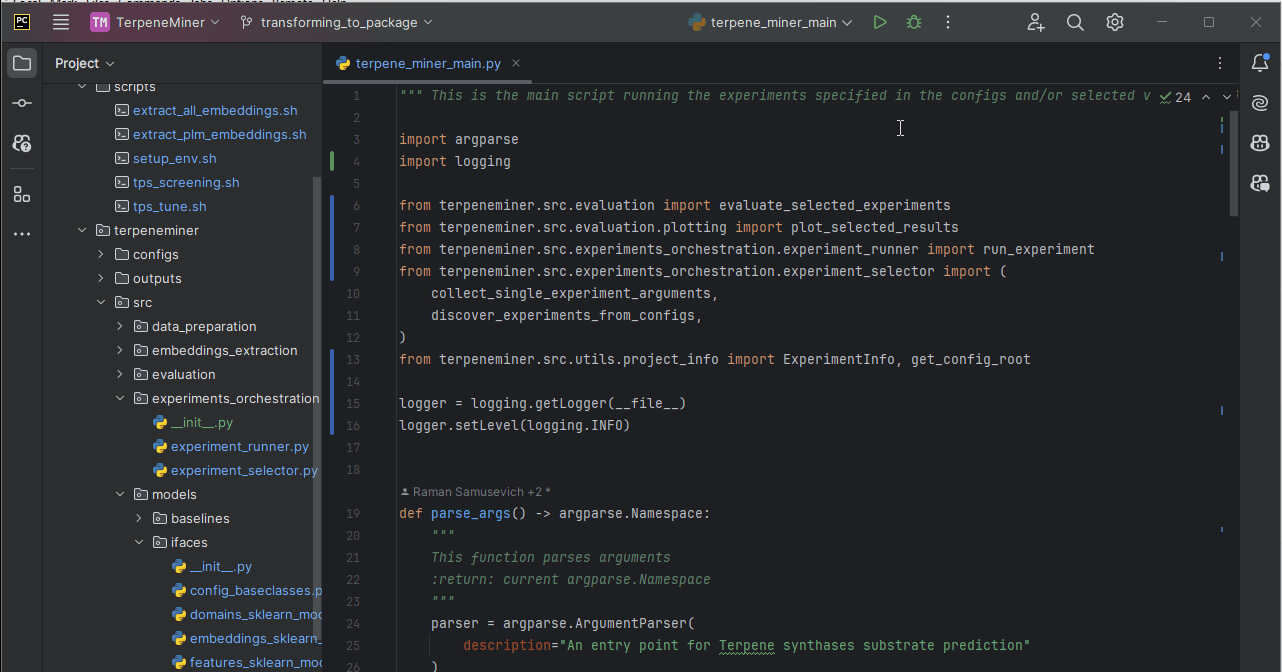 PC TM TerpeneMiner transforming_to_package terpene_miner_main
Project
terpene_miner_main.py
scripts
extract_all_embeddings.sh
extract_plm_embeddings.sh
setup_env.sh
tps_screening.sh
tps_tune.sh
terpeneminer
configs
outputs
src
data_preparation
embeddings_extraction
evaluation
experiments_orchestration
__init__.py
experiment_runner.py
experiment_selector.py
models
baselines
ifaces
__init__.py
config_baseclasses.p
domains_sklearn_moc
embeddings_sklearn_
features_sklearn_moc
1 """ This is the main script running the experiments specified in the configs and/or selected v 24
2
3 import argparse
4 import logging
5
6 from terpeneminer.src.evaluation import evaluate_selected_experiments
7 from terpeneminer.src.evaluation.plotting import plot_selected_results
8 from terpeneminer.src.experiments_orchestration.experiment_runner import run_experiment
9 from terpeneminer.src.experiments_orchestration.experiment_selector import (
10 collect_single_experiment_arguments,
11 discover_experiments_from_configs,
12 )
13 from terpeneminer.src.utils.project_info import ExperimentInfo, get_config_root
14
15 logger = logging.getLogger(__file__)
16 logger.setLevel(logging.INFO)
17
18
Raman Samusevich +2 *
19 def parse_args() -> argparse.Namespace:
20 """
21 This function parses arguments
22 :return: current argparse.Namespace
23 """
24 parser = argparse.ArgumentParser(
25 description="An entry point for Terpene synthases substrate prediction"
26 )